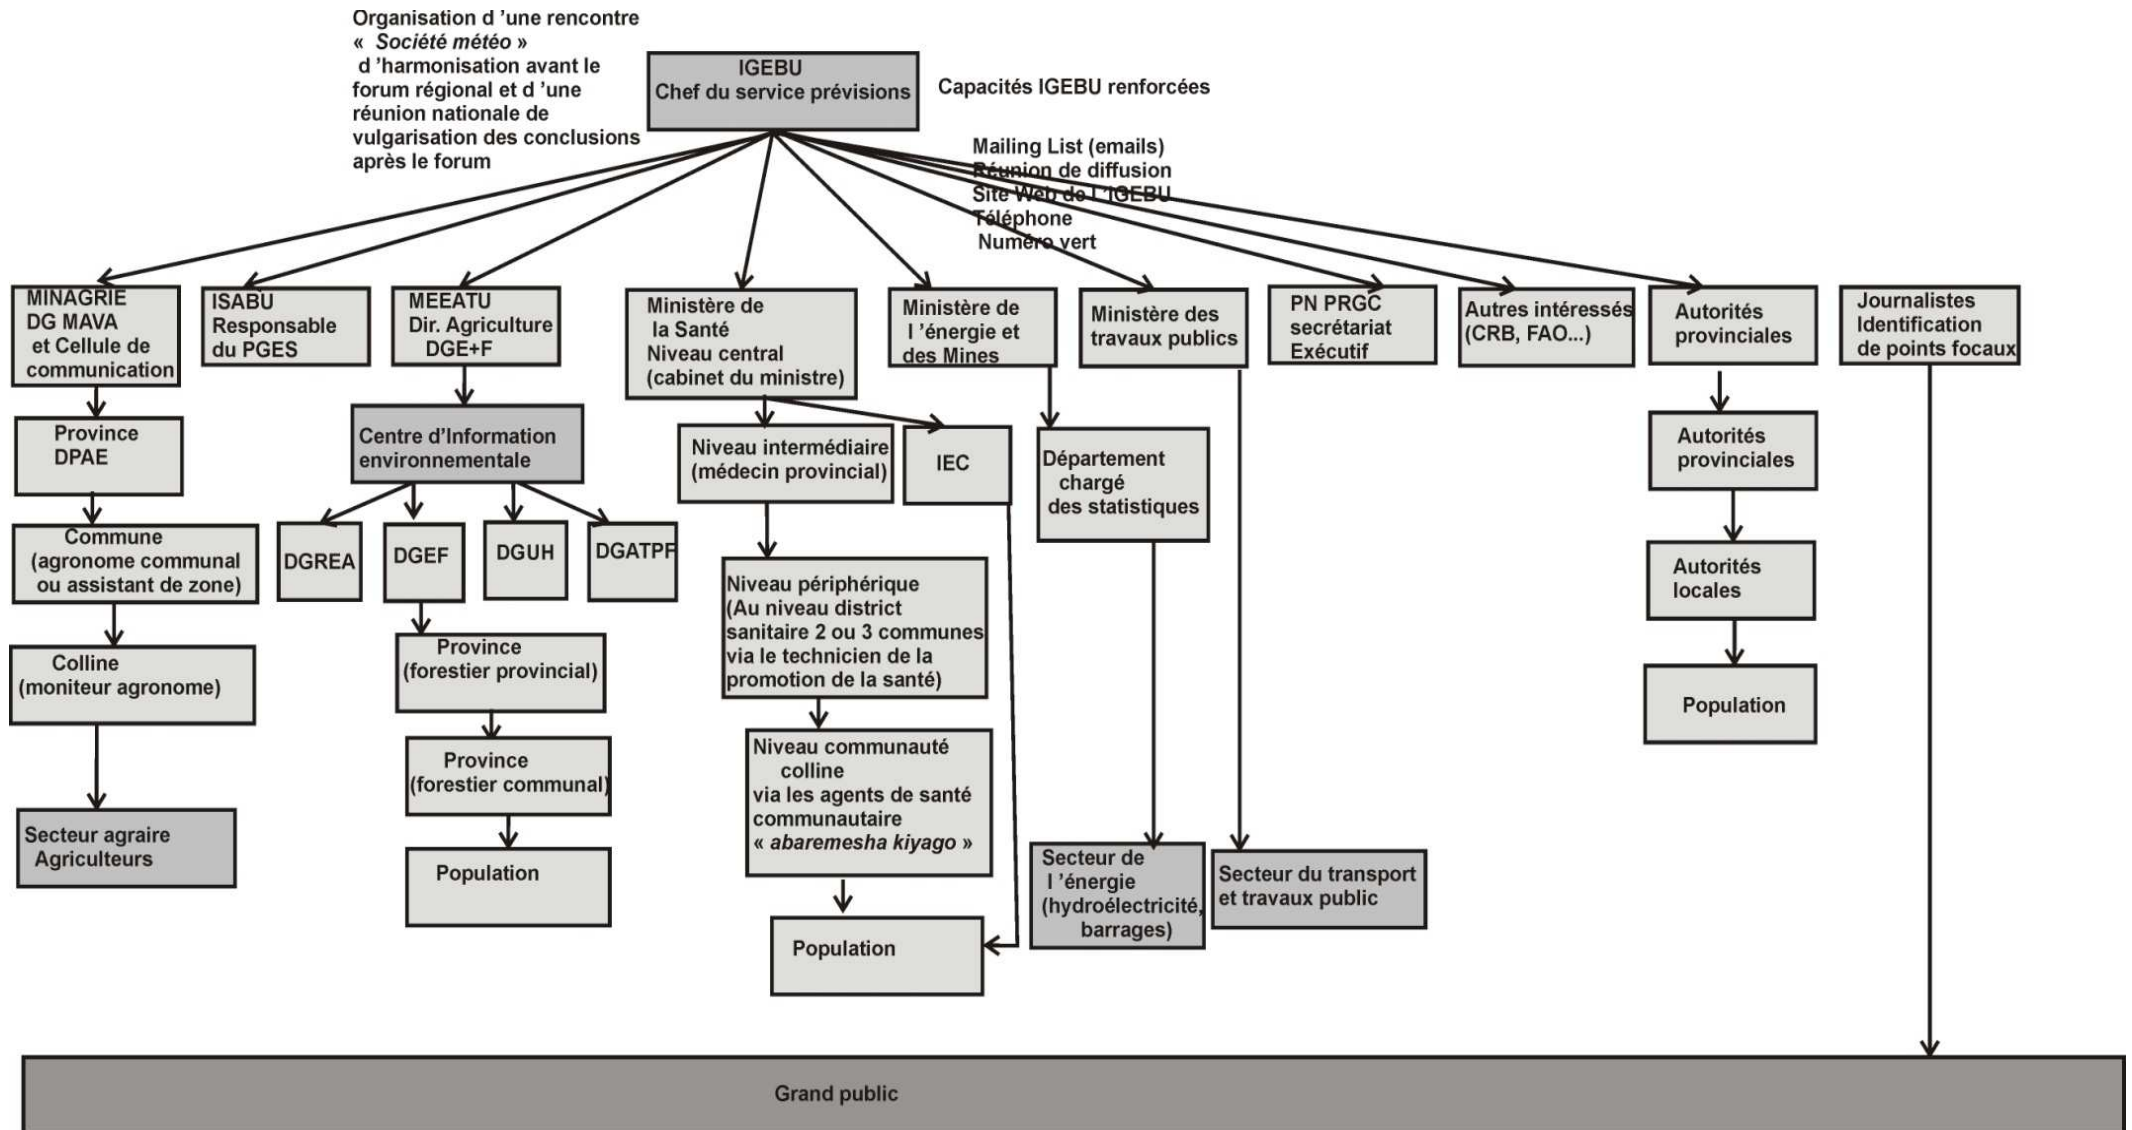 Organisation d ’une rencontre
« Société météo »
d ’harmonisation avant le
forum régional et d ’une
réunion nationale de
vulgarisation des conclusions
après le forum
IGEBU
Chef du service prévisions
Capacités IGEBU renforcées
Mailing List (emails)
Réunion de diffusion
Site Web de L ’IGEBU
Téléphone
Numéro vert
MINAGRIE
DG MAVA
et Cellule de
communication
ISABU
Responsable
du PGES
MEEATU
Dir. Agriculture
DGE+F
Ministère de
la Santé
Niveau central
(cabinet du ministre)
Ministère de
l ’énergie et
des Mines
Ministère des
travaux publics
PN PRGC
secrétariat
Exécutif
Autres intéressés
(CRB, FAO...)
Autorités
provinciales
Journalistes
Identification
de points focaux
Province
DPAE
Centre d’Information
environnementale
Niveau intermédiaire
(médecin provincial)
IEC
Département
chargé
des statistiques
Autorités
provinciales
Commune
(agronome communal
ou assistant de zone)
DGREA
DGEF
DGUH
DGATPF
Niveau périphérique
(Au niveau district
sanitaire 2 ou 3 communes
via le technicien de la
promotion de la santé)
Autorités
locales
Colline
(moniteur agronome)
Province
(forestier provincial)
Population
Province
(forestier communal)
Niveau communauté
colline
via les agents de santé
communautaire
« abaremesha kiyago »
Secteur agraire
Agriculteurs
Population
Secteur de
l ’énergie
(hydroélectricité,
barrages)
Secteur du transport
et travaux public
Population
Grand public